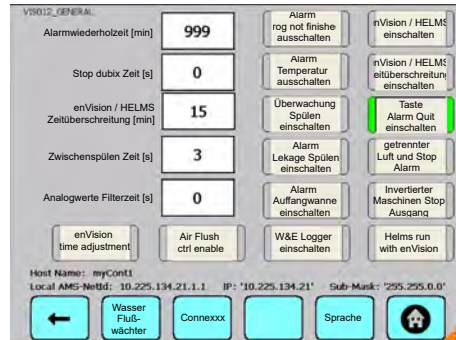 VIS012_GENERAL
Alarmwiederholzeit [min]
999
Alarm
rog not finishe
ausschalten
nVision / HELMS
einschalten
Stop dubix Zeit [s]
0
Alarm
Temperatur
ausschalten
nVision / HELMS
eitüberschreitung
einschalten
enVision / HELMS
Zeitüberschreitung [min]
15
Überwachung
Spülen
einschalten
Taste
Alarm Quit
einschalten
Zwischenspülen Zeit [s]
3
Alarm
Lekage Spülen
einschalten
getrennter
Luft und Stop
Alarm
Analogwerte Filterzeit [s]
0
Alarm
Auffangwanne
einschalten
Invertierter
Maschinen Stop
Ausgang
enVision
time adjustment
Air Flush
ctrl enable
W&E Logger
einschalten
Helms run
with enVision
Host Name: myCont1
Local AMS-NetId: 10.225.134.21.1.1 IP: '10.225.134.21' Sub-Mask: '255.255.0.0'
Wasser
Fluß-
wächter
Connexxx
Sprache